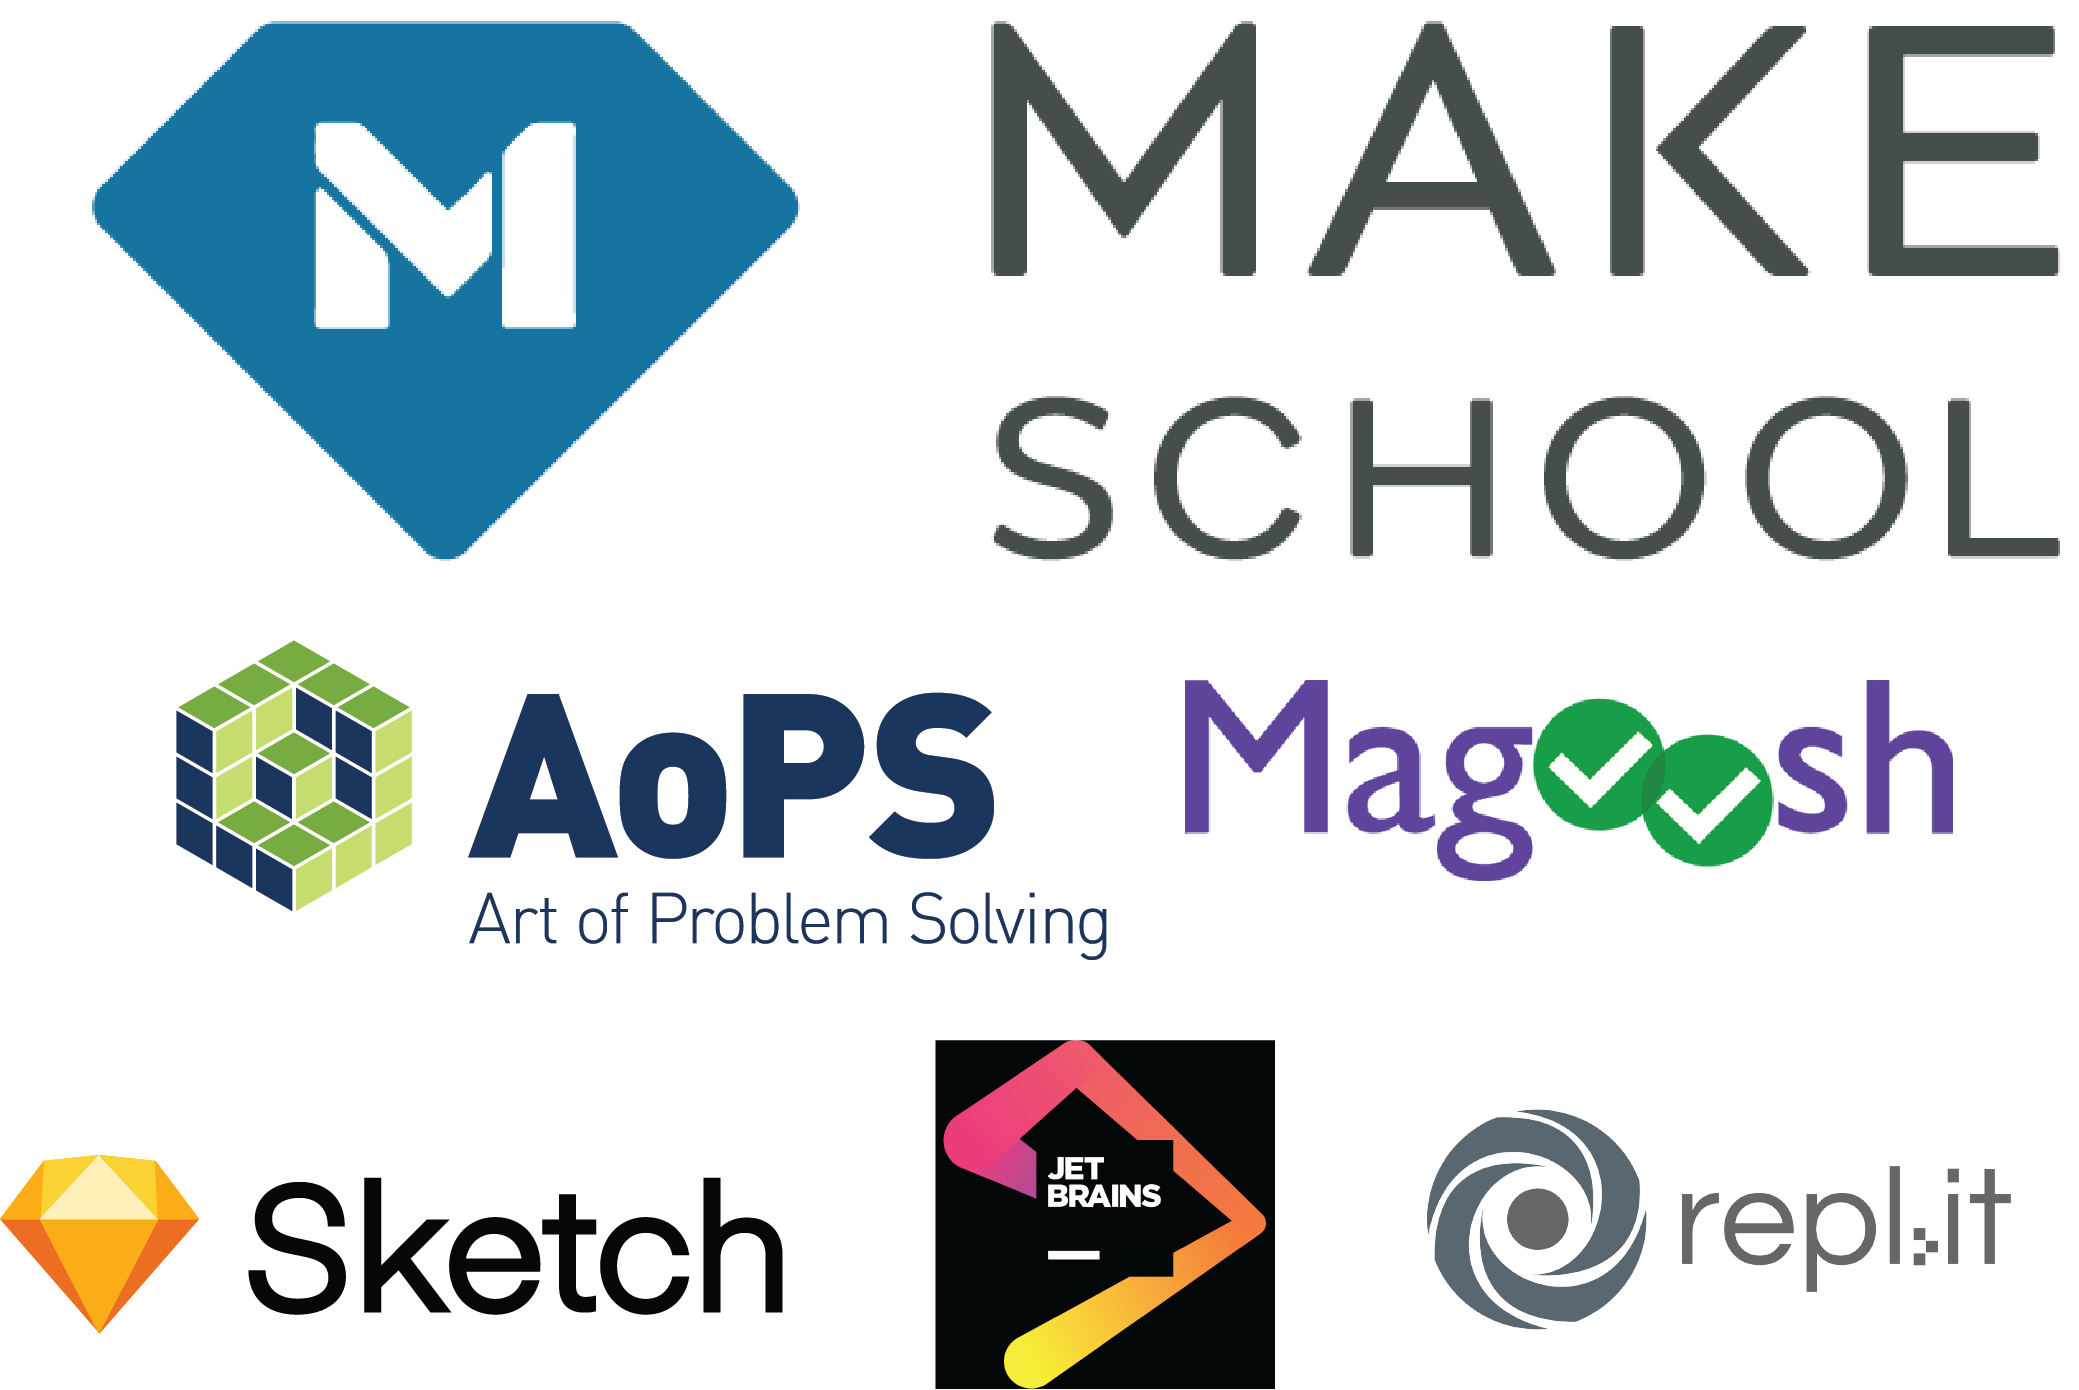 M
MAKE
SCHOOL
AoPS
Art of Problem Solving
Magoosh
Sketch
JET
BRAINS
repl.it